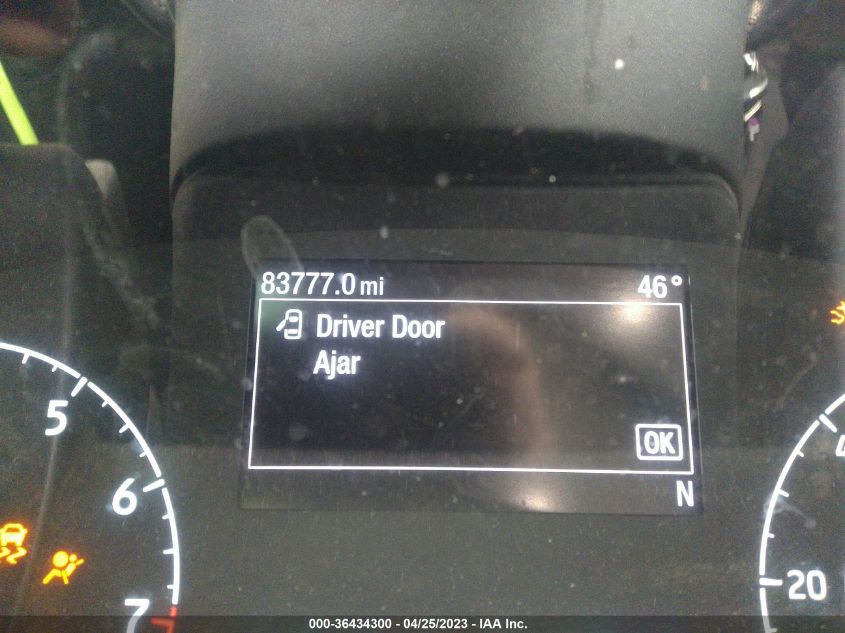 83777.0 mi 46°
Driver Door
Ajar
OK
N
5
6
7
4
20
000-36434300 - 04/25/2023 - IAA Inc.